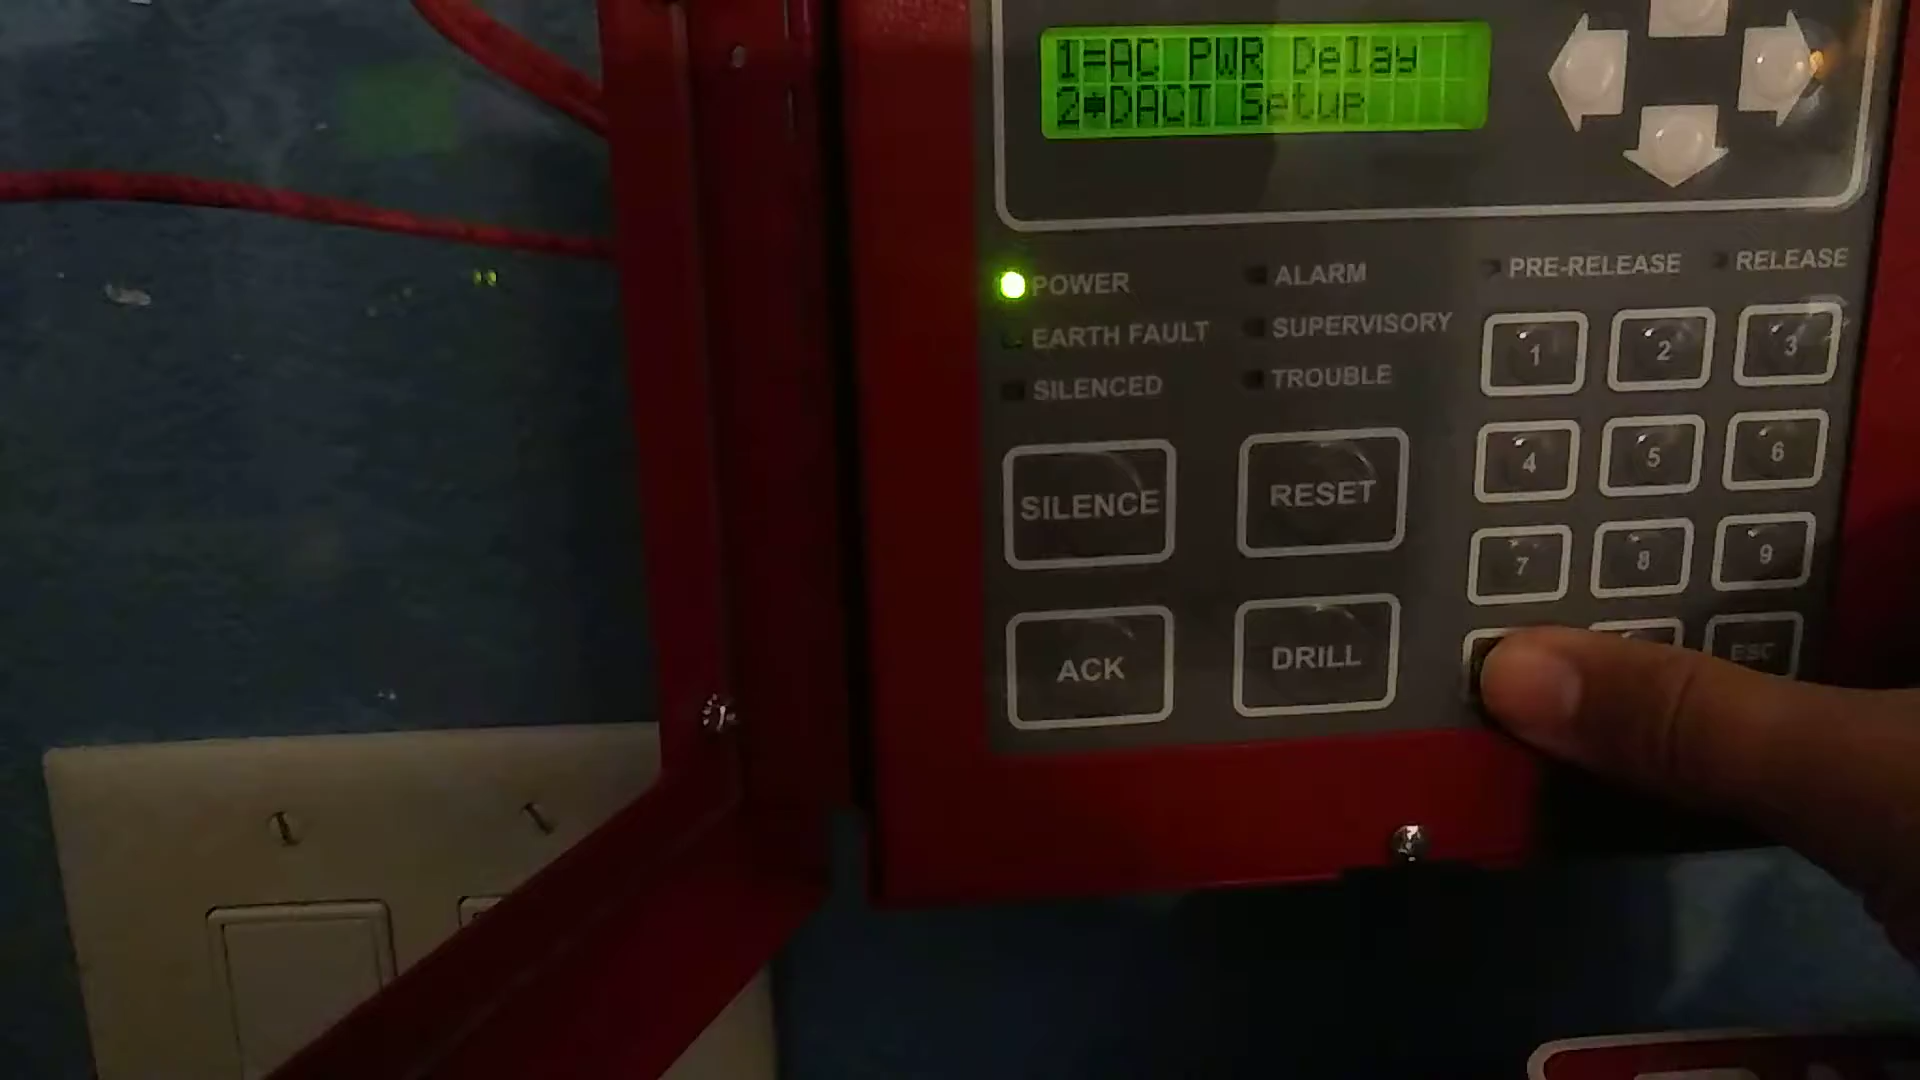 1=AC PWR Delay
2=DACT Setup
POWER
ALARM
PRE-RELEASE
RELEASE
EARTH FAULT
SUPERVISORY
SILENCED
TROUBLE
1 2 3
4 5 6
7 8 9
SILENCE
RESET
ACK
DRILL
ESC